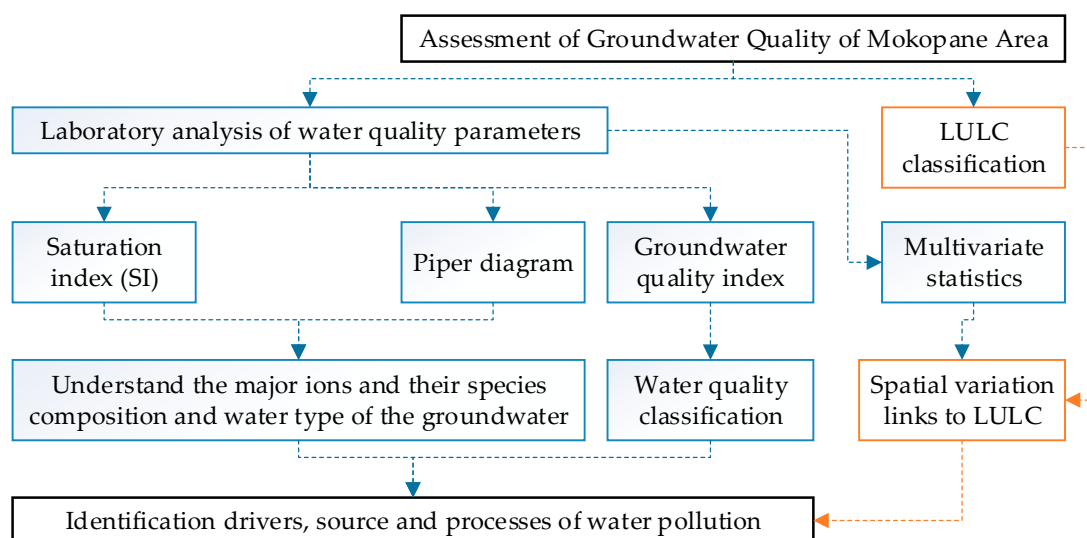 Assessment of Groundwater Quality of Mokopane Area
Laboratory analysis of water quality parameters
LULC
classification
Saturation
index (SI)
Piper diagram
Groundwater
quality index
Multivariate
statistics
Understand the major ions and their species
composition and water type of the groundwater
Water quality
classification
Spatial variation
links to LULC
Identification drivers, source and processes of water pollution